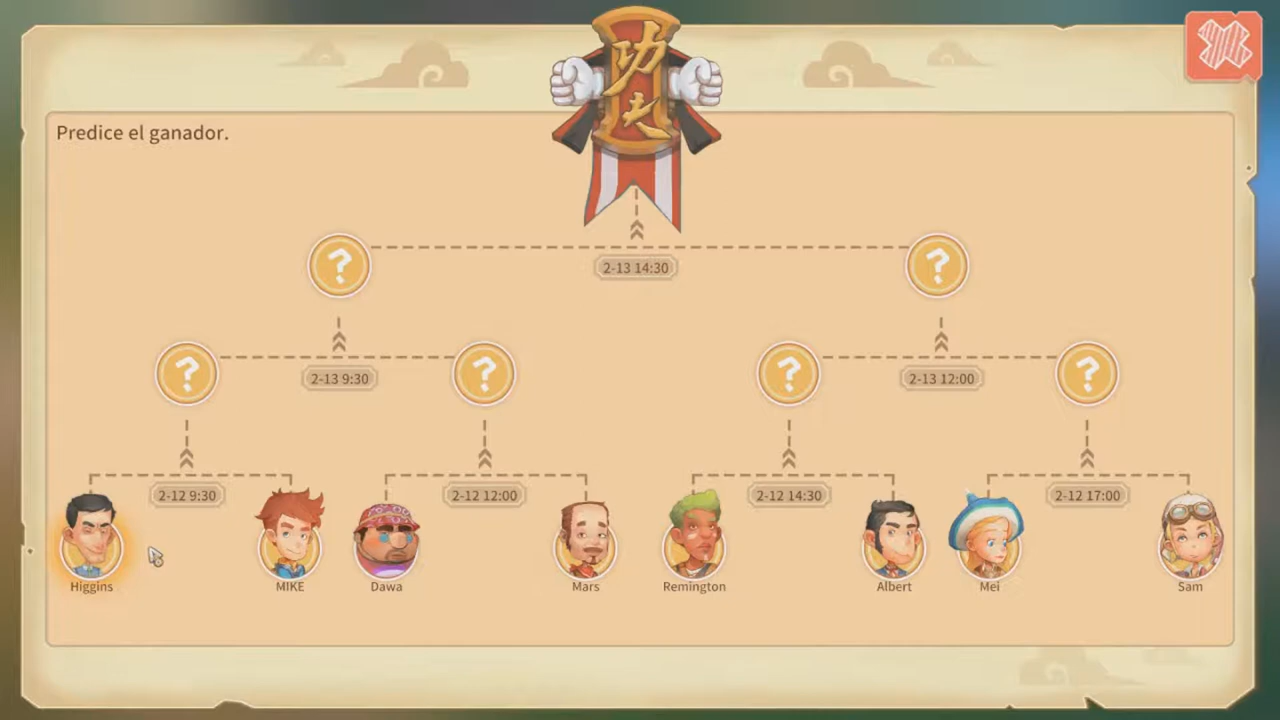 功
夫
Predice el ganador.
2-13 14:30
2-13 9:30
2-13 12:00
2-12 9:30
2-12 12:00
2-12 14:30
2-12 17:00
Higgins
MIKE
Dawa
Mars
Remington
Albert
Mei
Sam